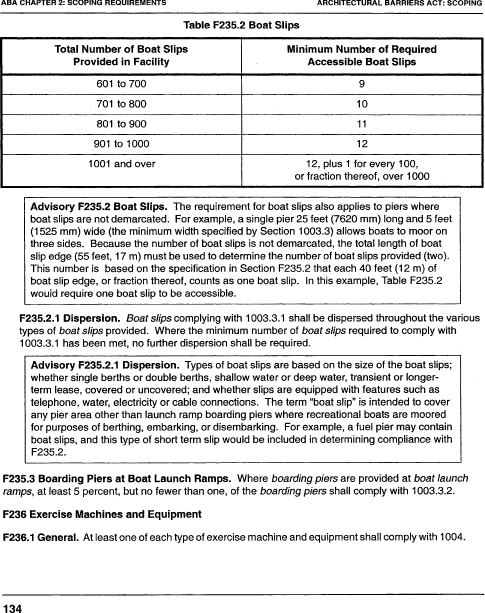 ABA CHAPTER 2: SCOPING REQUIREMENTS ARCHITECTURAL BARRIERS ACT: SCOPING
Table F235.2 Boat Slips
Total Number of Boat Slips Provided in Facility | Minimum Number of Required Accessible Boat Slips
601 to 700 9
701 to 800 10
801 to 900 11
901 to 1000 12
1001 and over 12, plus 1 for every 100,
or fraction thereof, over 1000
Advisory F235.2 Boat Slips. The requirement for boat slips also applies to piers where
boat slips are not demarcated. For example, a single pier 25 feet (7620 mm) long and 5 feet
(1525 mm) wide (the minimum width specified by Section 1003.3) allows boats to moor on
three sides. Because the number of boat slips is not demarcated, the total length of boat
slip edge (55 feet, 17 m) must be used to determine the number of boat slips provided (two).
This number is based on the specification in Section F235.2 that each 40 feet (12 m) of
boat slip edge, or fraction thereof, counts as one boat slip. In this example, Table F235.2
would require one boat slip to be accessible.
F235.2.1 Dispersion. Boat slips complying with 1003.3.1 shall be dispersed throughout the various
types of boat slips provided. Where the minimum number of boat slips required to comply with
1003.3.1 has been met, no further dispersion shall be required.
Advisory F235.2.1 Dispersion. Types of boat slips are based on the size of the boat slips;
whether single berths or double berths, shallow water or deep water, transient or longer-
term lease, covered or uncovered; and whether slips are equipped with features such as
telephone, water, electricity or cable connections. The term "boat slip" is intended to cover
any pier area other than launch ramp boarding piers where recreational boats are moored
for purposes of berthing, embarking, or disembarking. For example, a fuel pier may contain
boat slips, and this type of short term slip would be included in determining compliance with
F235.2.
F235.3 Boarding Piers at Boat Launch Ramps. Where boarding piers are provided at boat launch
ramps, at least 5 percent, but no fewer than one, of the boarding piers shall comply with 1003.3.2.
F236 Exercise Machines and Equipment
F236.1 General. At least one of each type of exercise machine and equipment shall comply with 1004.
134